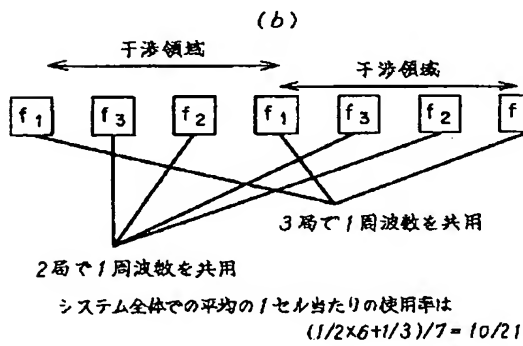 (b)
干渉領域
干渉領域
f1 f3 f2 f1 f3 f2 f
3局で1周波数を共用
2局で1周波数を共用
システム全体での平均の1セル当たりの使用率は
(1/2×6+1/3)/7=10/21